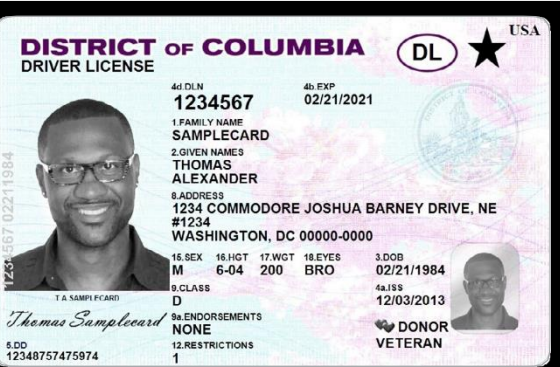 USA
DISTRICT OF COLUMBIA
DL
DRIVER LICENSE
4d.DLN
4b.EXP
1234567
02/21/2021
1.FAMILY NAME
SAMPLECARD
2.GIVEN NAMES
THOMAS
ALEXANDER
8.ADDRESS
1234 COMMODORE JOSHUA BARNEY DRIVE, NE
#1234
WASHINGTON, DC 00000-0000
15.SEX 16.HGT 17.WGT 18.EYES 3.DOB
M 6-04 200 BRO 02/21/1984
9.CLASS 4a.ISS
D 12/03/2013
1234567 02211984
T A SAMPLECARD
Thomas Samplecard
9a.ENDORSEMENTS
NONE
DONOR
VETERAN
5.DD
12348757475974
12.RESTRICTIONS
1